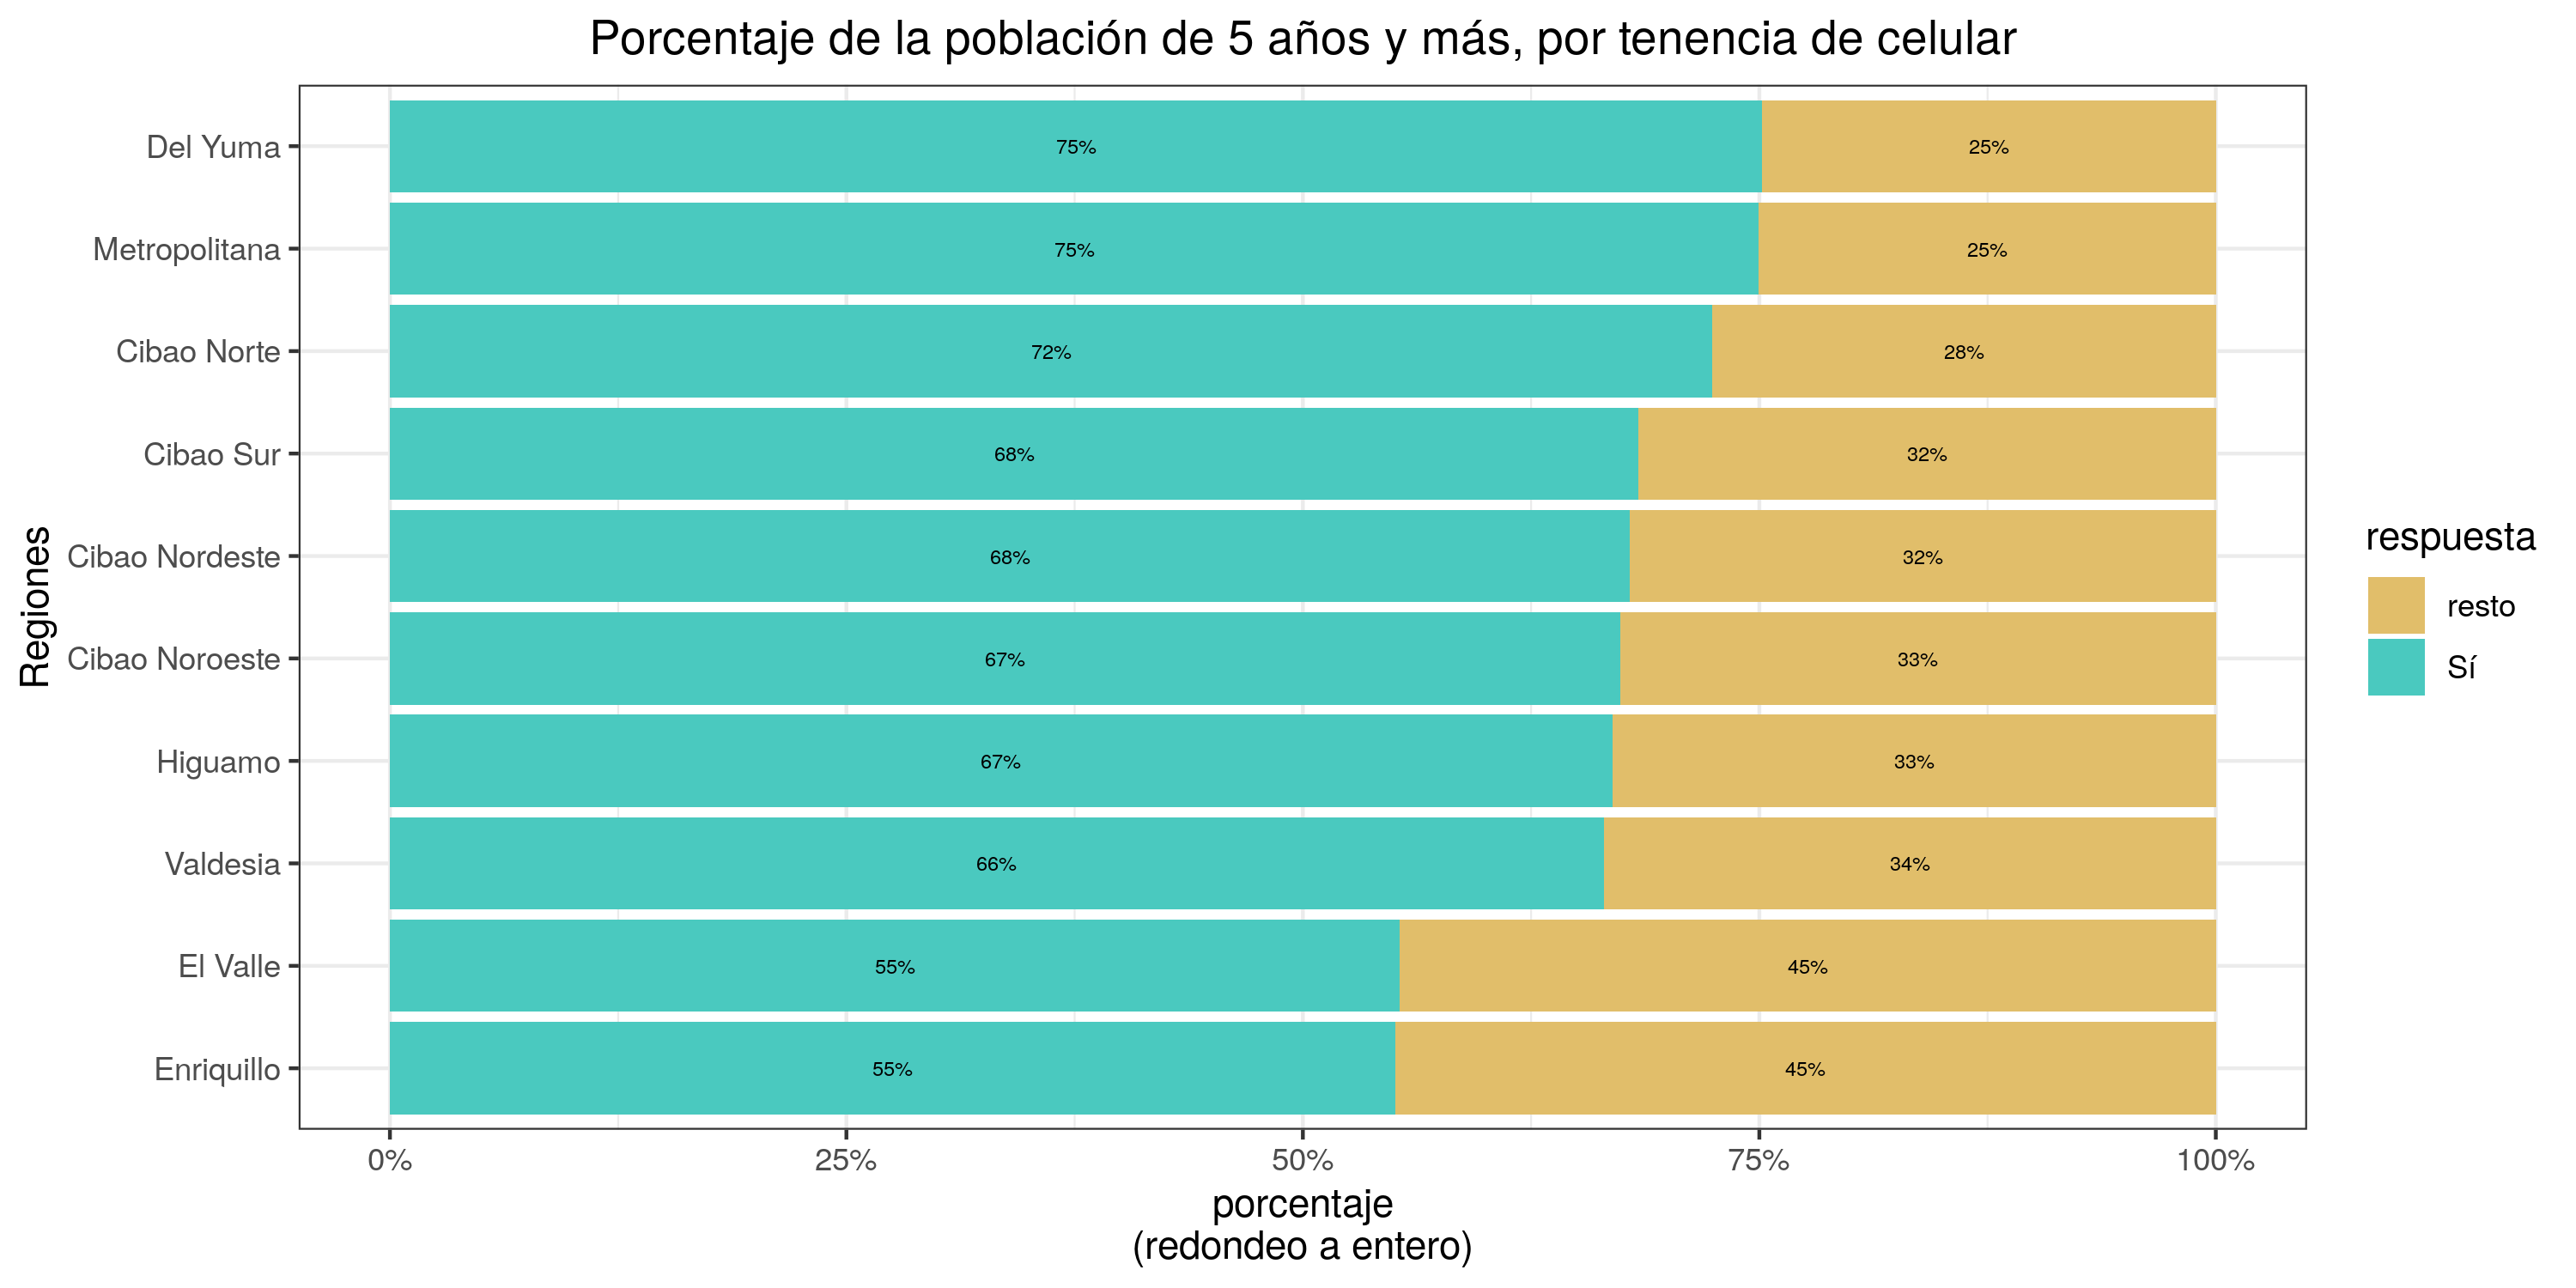 Porcentaje de la población de 5 años y más, por tenencia de celular
Regiones
Del Yuma 75% 25%
Metropolitana 75% 25%
Cibao Norte 72% 28%
Cibao Sur 68% 32%
Cibao Nordeste 68% 32%
Cibao Noroeste 67% 33%
Higuamo 67% 33%
Valdesia 66% 34%
El Valle 55% 45%
Enriquillo 55% 45%
0% 25% 50% 75% 100%
porcentaje
(redondeo a entero)
respuesta
resto
Sí